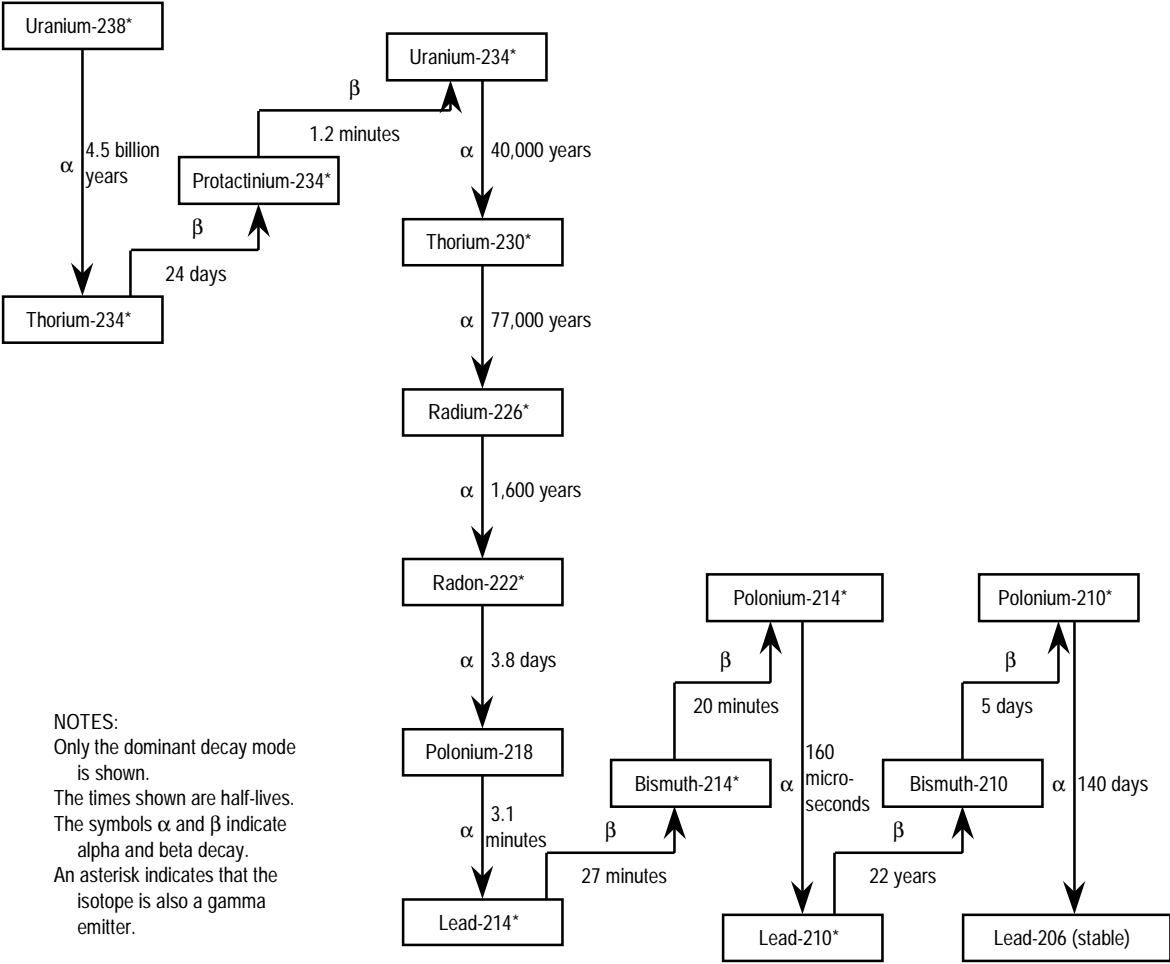 Uranium-238*
α
4.5 billion
years
Thorium-234*
β
24 days
Protactinium-234*
β
1.2 minutes
Uranium-234*
α
40,000 years
Thorium-230*
α
77,000 years
Radium-226*
α
1,600 years
Radon-222*
α
3.8 days
Polonium-218
α
3.1
minutes
Lead-214*
β
27 minutes
Bismuth-214*
β
20 minutes
Polonium-214*
α
160
micro-
seconds
Lead-210*
β
22 years
Bismuth-210
β
5 days
Polonium-210*
α
140 days
Lead-206 (stable)
NOTES:
Only the dominant decay mode
is shown.
The times shown are half-lives.
The symbols α and β indicate
alpha and beta decay.
An asterisk indicates that the
isotope is also a gamma
emitter.